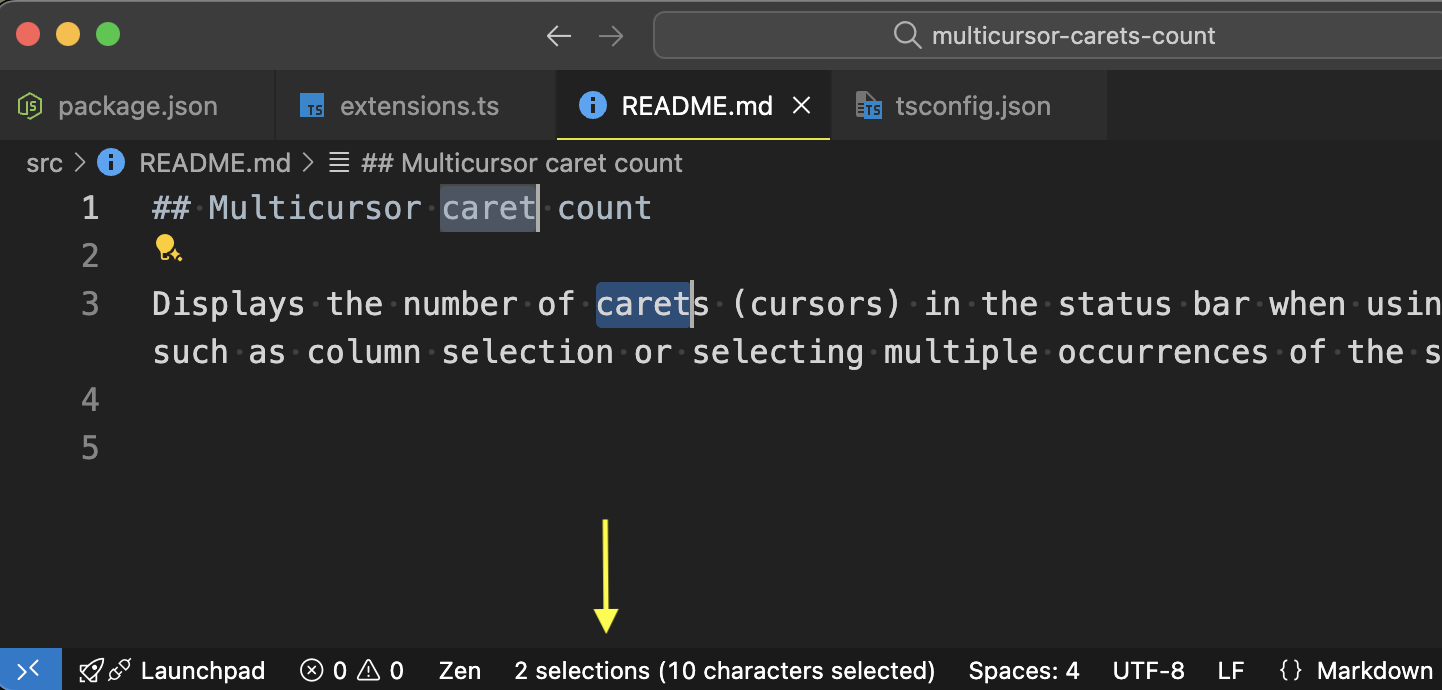 multicursor-carets-count
package.json extensions.ts README.md tsconfig.json
src > README.md > ## Multicursor caret count
1 ## Multicursor caret count
2
3 Displays the number of carets (cursors) in the status bar when usin
such as column selection or selecting multiple occurrences of the s
4
5
Launchpad 0 0 Zen 2 selections (10 characters selected) Spaces: 4 UTF-8 LF {} Markdown